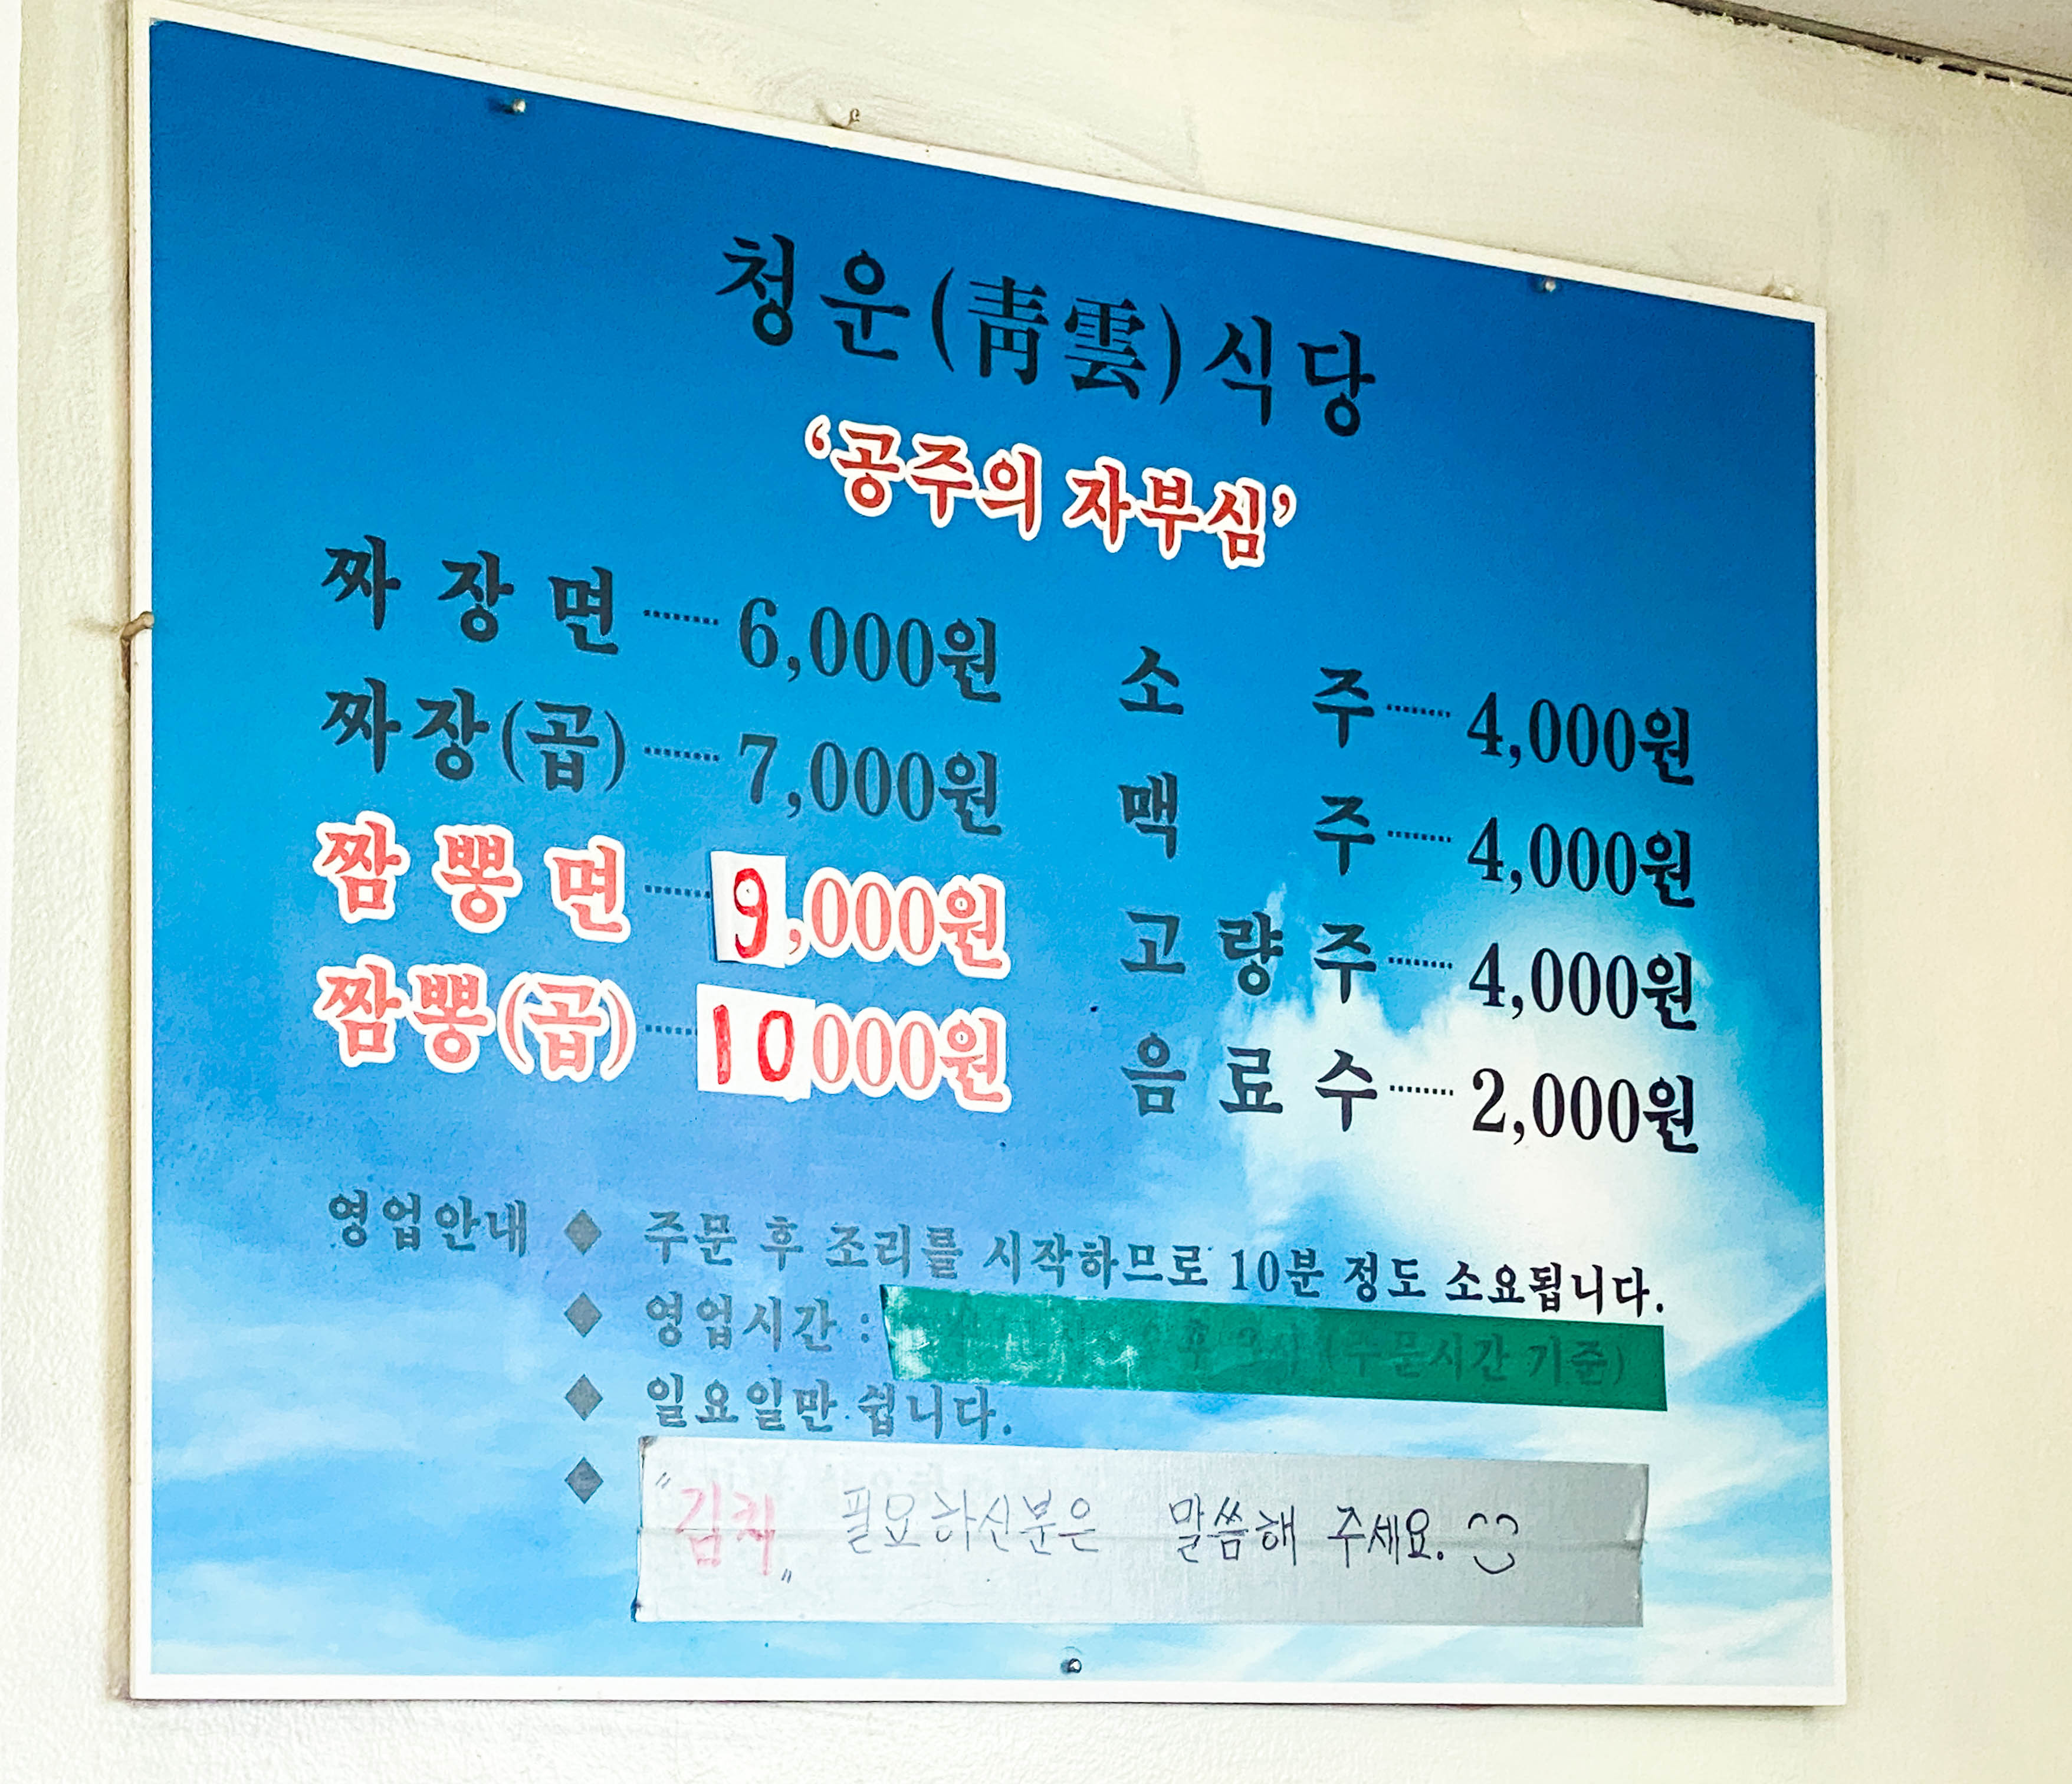 청운(靑雲)식당
‘공주의 자부심’
짜장면 6,000원
짜장(곱) 7,000원
짬뽕면 9,000원
짬뽕(곱) 10000원
소주 4,000원
맥주 4,000원
고량주 4,000원
음료수 2,000원
영업안내 ◆ 주문 후 조리를 시작하므로 10분 정도 소요됩니다.
◆ 영업시간 : (주문시간 기준)
◆ 일요일만 쉽니다.
◆ "김치" 필요하신분은 말씀해 주세요.